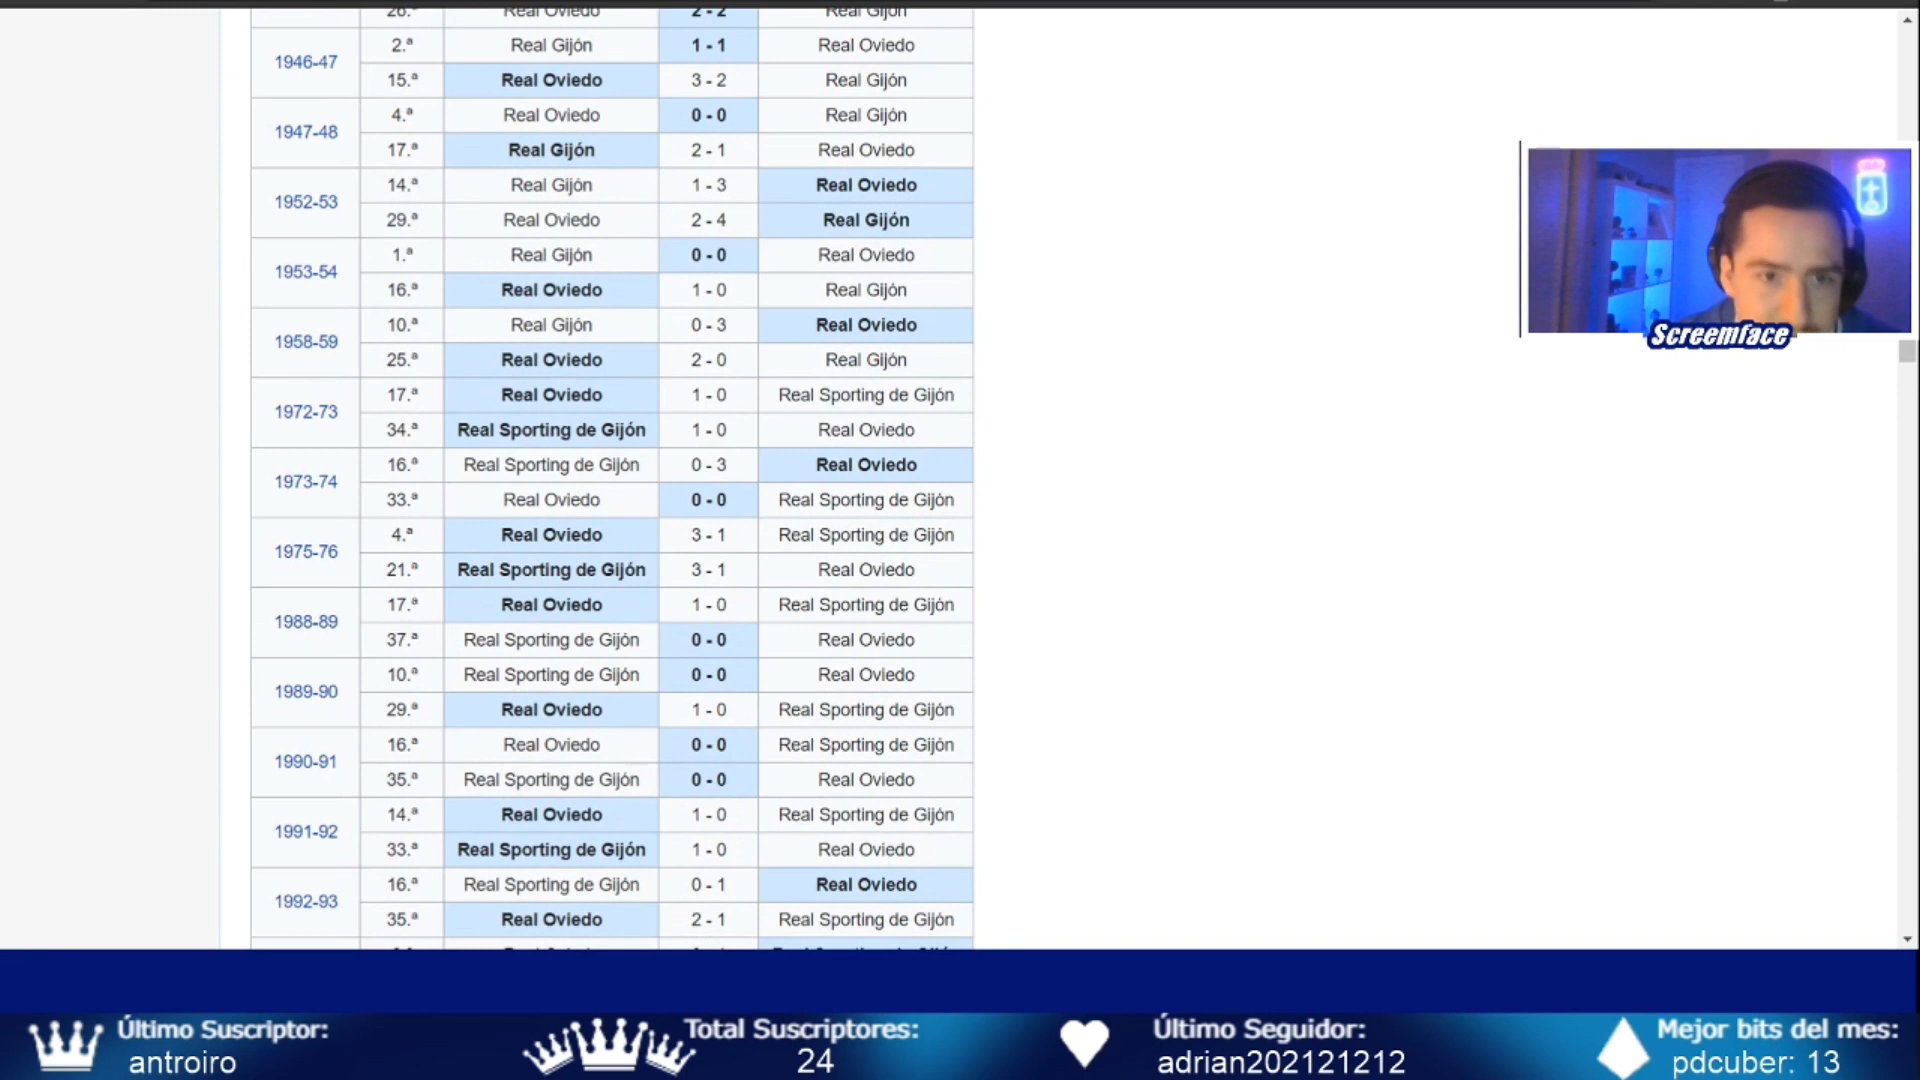 26.ª Real Oviedo 2 - 2 Real Gijón
1946-47
2.ª Real Gijón 1 - 1 Real Oviedo
15.ª Real Oviedo 3 - 2 Real Gijón
1947-48
4.ª Real Oviedo 0 - 0 Real Gijón
17.ª Real Gijón 2 - 1 Real Oviedo
1952-53
14.ª Real Gijón 1 - 3 Real Oviedo
29.ª Real Oviedo 2 - 4 Real Gijón
1953-54
1.ª Real Gijón 0 - 0 Real Oviedo
16.ª Real Oviedo 1 - 0 Real Gijón
1958-59
10.ª Real Gijón 0 - 3 Real Oviedo
25.ª Real Oviedo 2 - 0 Real Gijón
1972-73
17.ª Real Oviedo 1 - 0 Real Sporting de Gijón
34.ª Real Sporting de Gijón 1 - 0 Real Oviedo
1973-74
16.ª Real Sporting de Gijón 0 - 3 Real Oviedo
33.ª Real Oviedo 0 - 0 Real Sporting de Gijón
1975-76
4.ª Real Oviedo 3 - 1 Real Sporting de Gijón
21.ª Real Sporting de Gijón 3 - 1 Real Oviedo
1988-89
17.ª Real Oviedo 1 - 0 Real Sporting de Gijón
37.ª Real Sporting de Gijón 0 - 0 Real Oviedo
1989-90
10.ª Real Sporting de Gijón 0 - 0 Real Oviedo
29.ª Real Oviedo 1 - 0 Real Sporting de Gijón
1990-91
16.ª Real Oviedo 0 - 0 Real Sporting de Gijón
35.ª Real Sporting de Gijón 0 - 0 Real Oviedo
1991-92
14.ª Real Oviedo 1 - 0 Real Sporting de Gijón
33.ª Real Sporting de Gijón 1 - 0 Real Oviedo
1992-93
16.ª Real Sporting de Gijón 0 - 1 Real Oviedo
35.ª Real Oviedo 2 - 1 Real Sporting de Gijón
Screemface
Último Suscriptor:
antroiro
Total Suscriptores:
24
Último Seguidor:
adrian202121212
Mejor bits del mes:
pdcuber: 13